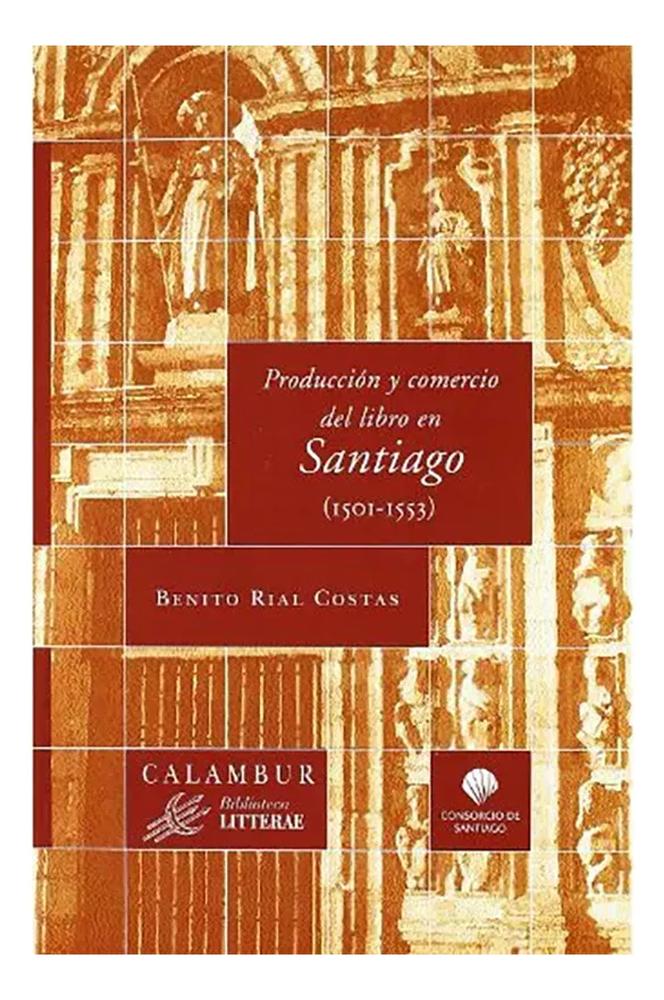 Producción y comercio
del libro en
Santiago
(1501-1553)
BENITO RIAL COSTAS
CALAMBUR
Biblioteca
LITTERAE
CONSORCIO DE
SANTIAGO